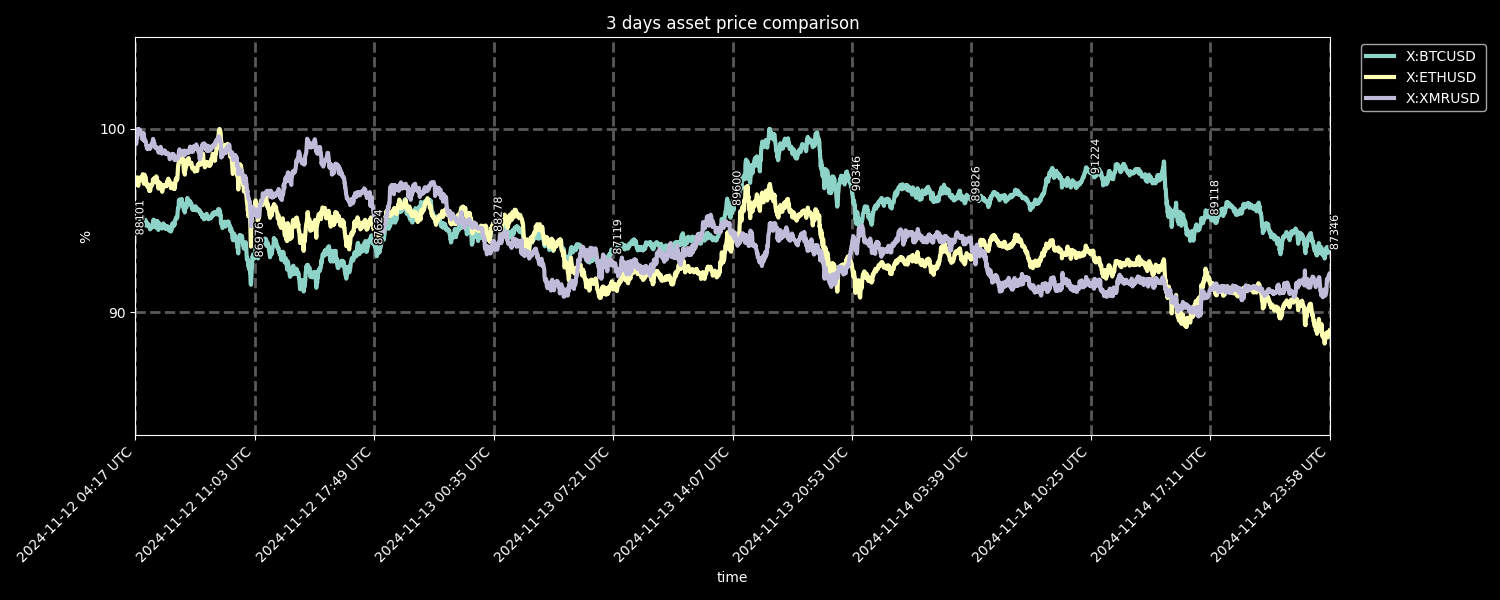 3 days asset price comparison
X:BTCUSD
X:ETHUSD
X:XMRUSD
100
90
%
88101
86976
87624
88278
87119
89600
90346
89826
91224
89118
87346
2024-11-12 04:17 UTC
2024-11-12 11:03 UTC
2024-11-12 17:49 UTC
2024-11-13 00:35 UTC
2024-11-13 07:21 UTC
2024-11-13 14:07 UTC
2024-11-13 20:53 UTC
2024-11-14 03:39 UTC
2024-11-14 10:25 UTC
2024-11-14 17:11 UTC
2024-11-14 23:58 UTC
time